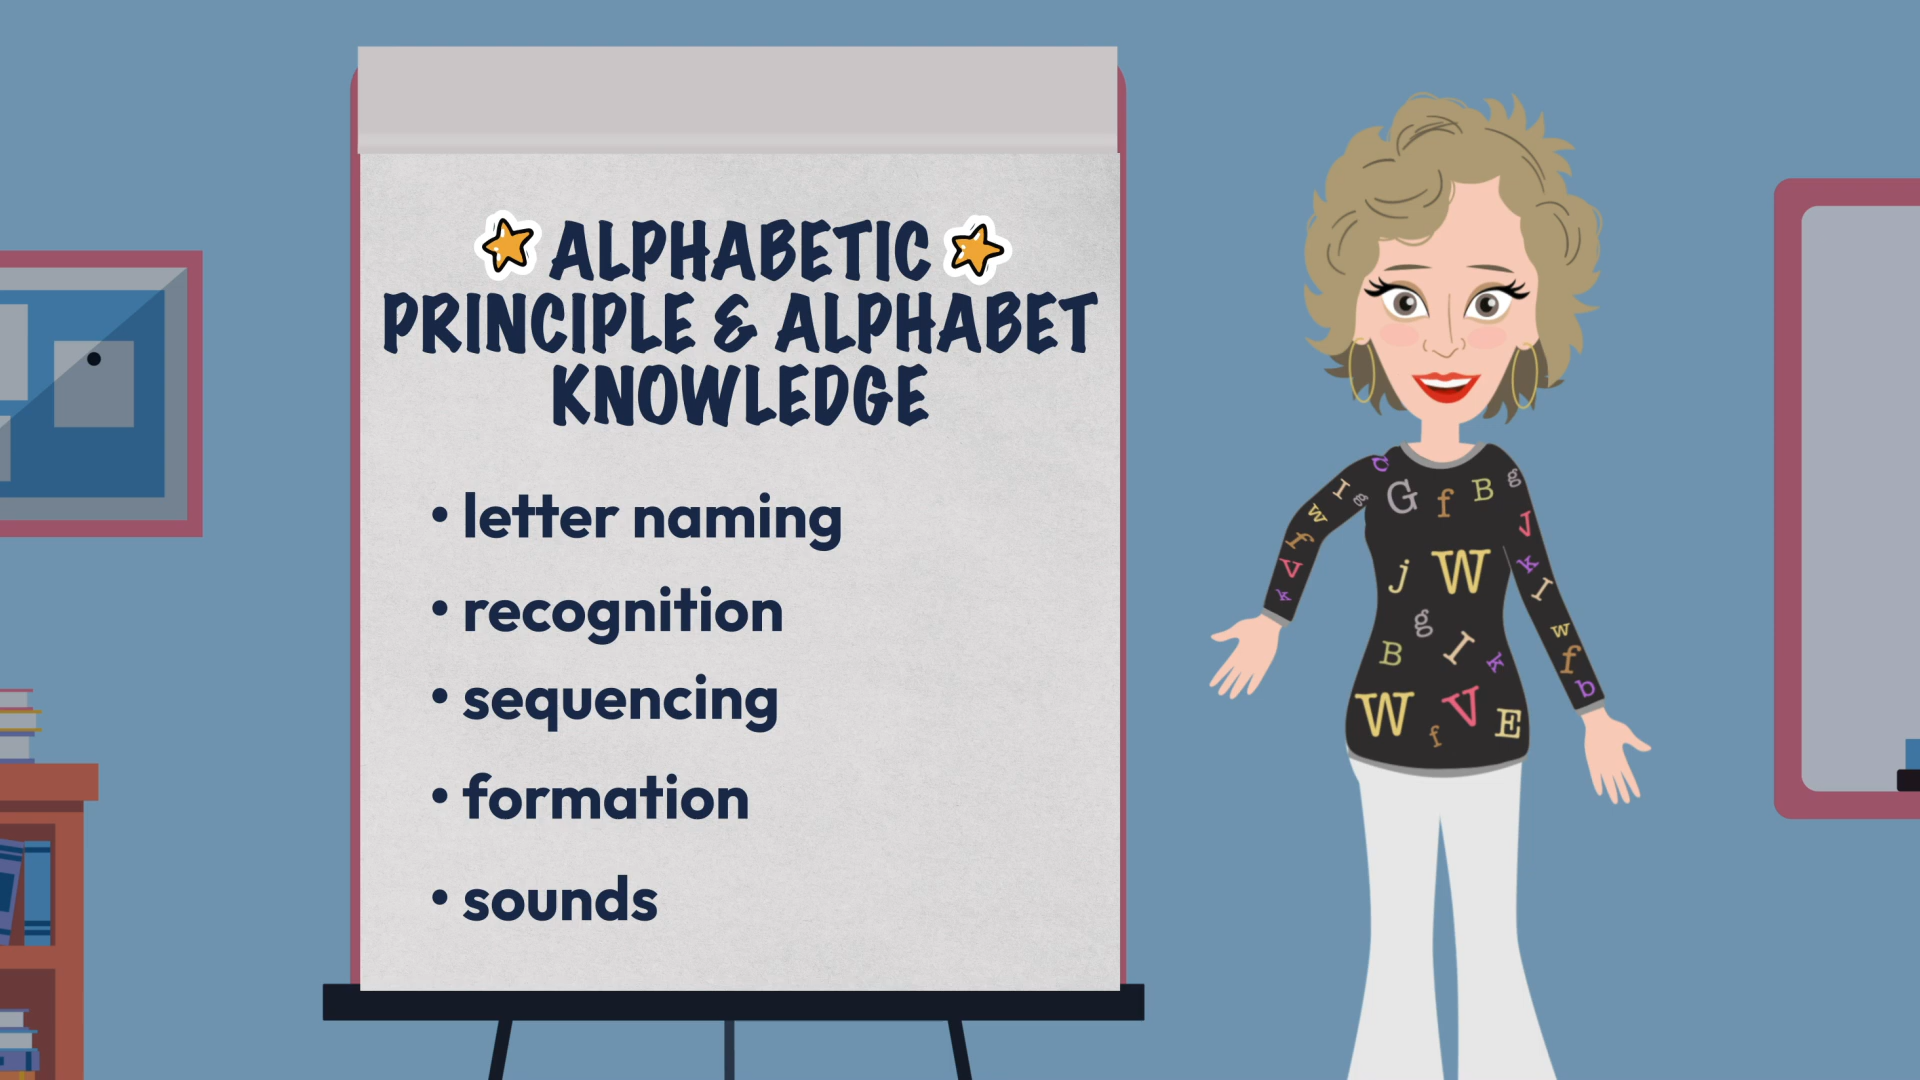 ALPHABETIC
PRINCIPLE & ALPHABET
KNOWLEDGE
• letter naming
• recognition
• sequencing
• formation
• sounds
C
I g G f B g
w J
f j W k
V I
k g w
B I k f
b
W f V E